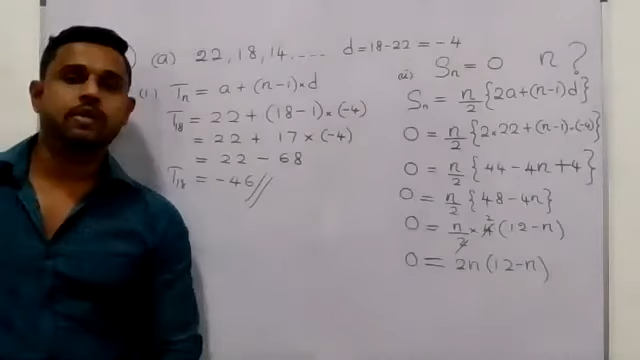 (a) 22, 18, 14.... d = 18-22 = -4
(i) Tn = a + (n-1)×d
T18 = 22 + (18-1)×(-4)
= 22 + 17 × (-4)
= 22 - 68
T18 = -46//
(ii) Sn = 0 n ?
Sn = n/2 {2a+(n-1)d}
0 = n/2 {2×22+(n-1)×(-4)}
0 = n/2 {44-4n+4}
0 = n/2 {48-4n}
0 = n/2 × 4 2 (12-n)
0 = 2n(12-n)